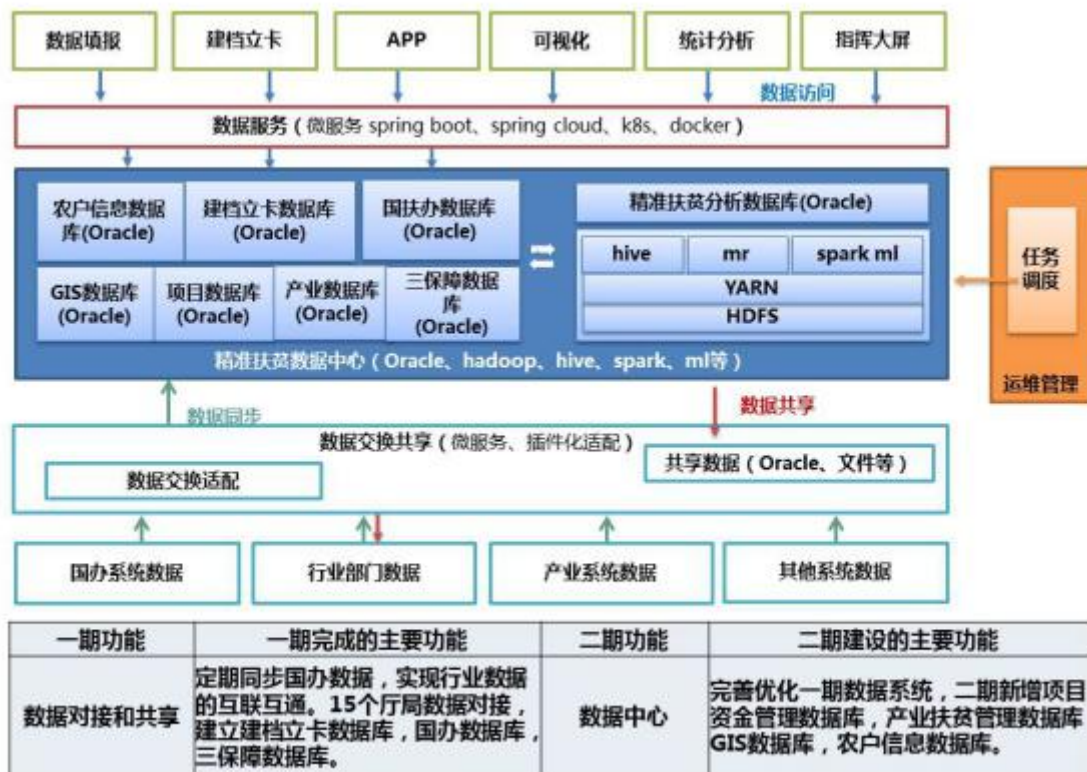 数据填报
建档立卡
APP
可视化
统计分析
指挥大屏
数据访问
数据服务（微服务 spring boot、spring cloud、k8s、docker）
农户信息数据
库(Oracle)
建档立卡数据库
(Oracle)
国扶办数据库
(Oracle)
精准扶贫分析数据库(Oracle)
hive
mr
spark ml
YARN
HDFS
GIS数据库
(Oracle)
项目数据库
(Oracle)
产业数据库
(Oracle)
三保障数据
库
(Oracle)
精准扶贫数据中心（Oracle、hadoop、hive、spark、ml等）
任务
调度
运维管理
数据同步
数据共享
数据交换共享（微服务、插件化适配）
数据交换适配
共享数据（Oracle、文件等）
国办系统数据
行业部门数据
产业系统数据
其他系统数据
一期功能
一期完成的主要功能
二期功能
二期建设的主要功能
数据对接和共享
定期同步国办数据，实现行业数据
的互联互通。15个厅局数据对接，
建立建档立卡数据库，国办数据库，
三保障数据库。
数据中心
完善优化一期数据系统，二期新增项目
资金管理数据库，产业扶贫管理数据库
GIS数据库，农户信息数据库。